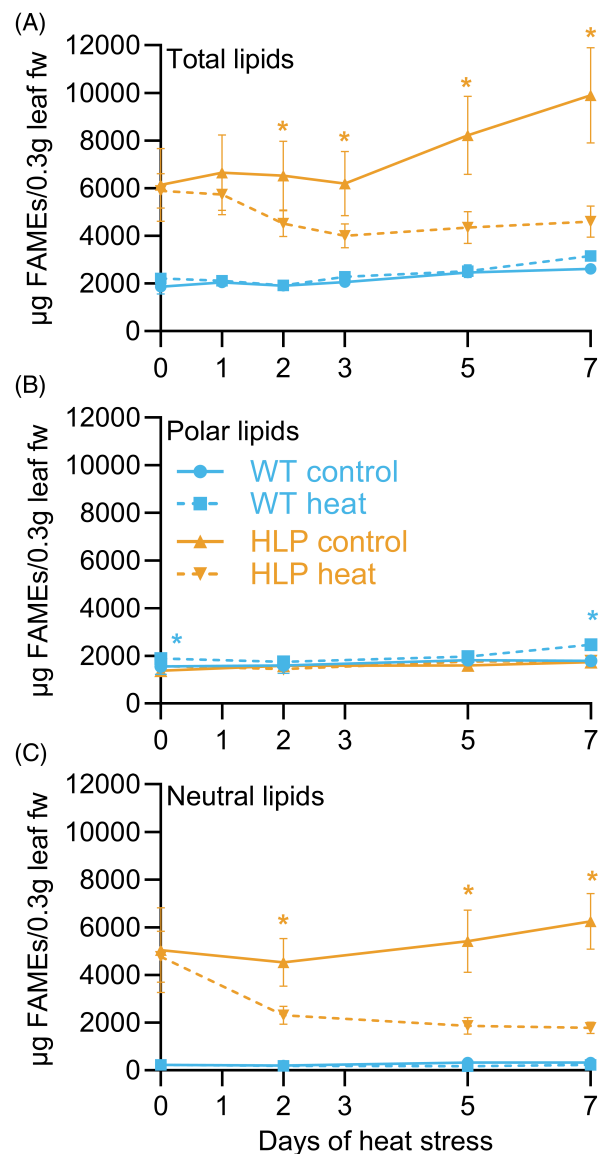 (A)
12000
Total lipids
10000
8000
6000
4000
2000
0
µg FAMEs/0.3g leaf fw
* * * *
0 1 2 3 5 7
(B)
12000
Polar lipids
10000
8000
6000
4000
2000
0
µg FAMEs/0.3g leaf fw
WT control
WT heat
HLP control
HLP heat
* *
0 1 2 3 5 7
(C)
12000
Neutral lipids
10000
8000
6000
4000
2000
0
µg FAMEs/0.3g leaf fw
* * *
0 1 2 3 5 7
Days of heat stress